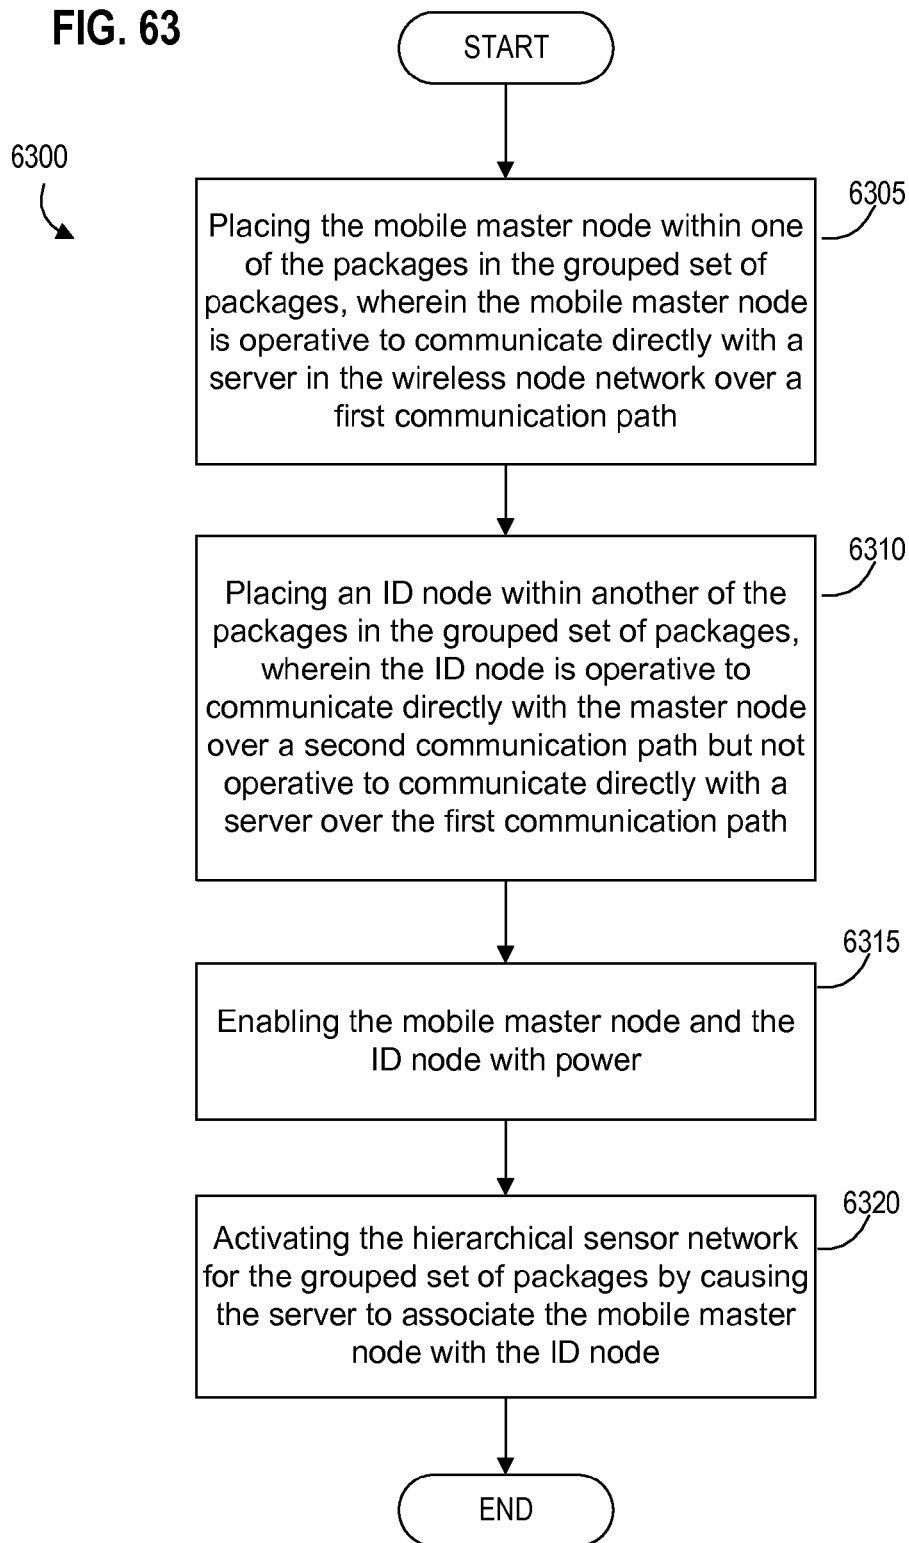 FIG. 63
START
6300
6305
Placing the mobile master node within one
of the packages in the grouped set of
packages, wherein the mobile master node
is operative to communicate directly with a
server in the wireless node network over a
first communication path
6310
Placing an ID node within another of the
packages in the grouped set of packages,
wherein the ID node is operative to
communicate directly with the master node
over a second communication path but not
operative to communicate directly with a
server over the first communication path
6315
Enabling the mobile master node and the
ID node with power
6320
Activating the hierarchical sensor network
for the grouped set of packages by causing
the server to associate the mobile master
node with the ID node
END